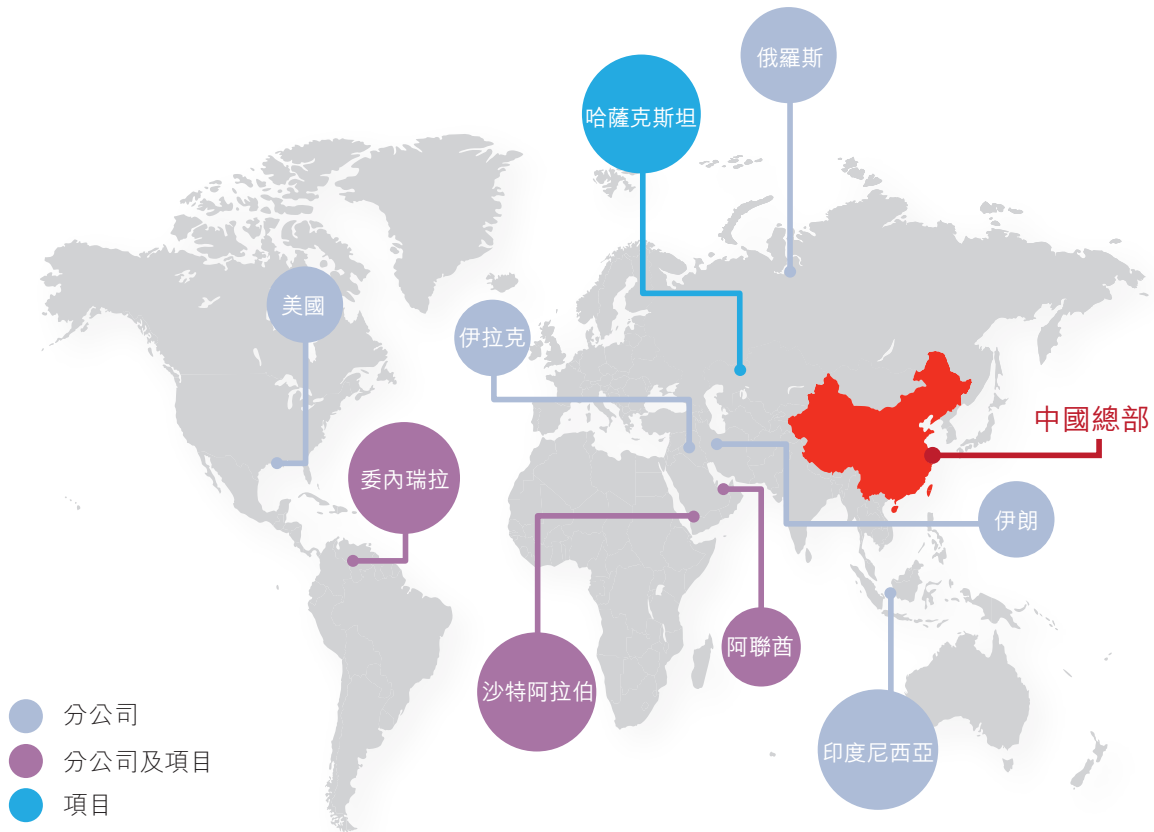 俄羅斯
哈薩克斯坦
美國
伊拉克
中國總部
委內瑞拉
伊朗
阿聯酋
沙特阿拉伯
印度尼西亞
分公司
分公司及項目
項目